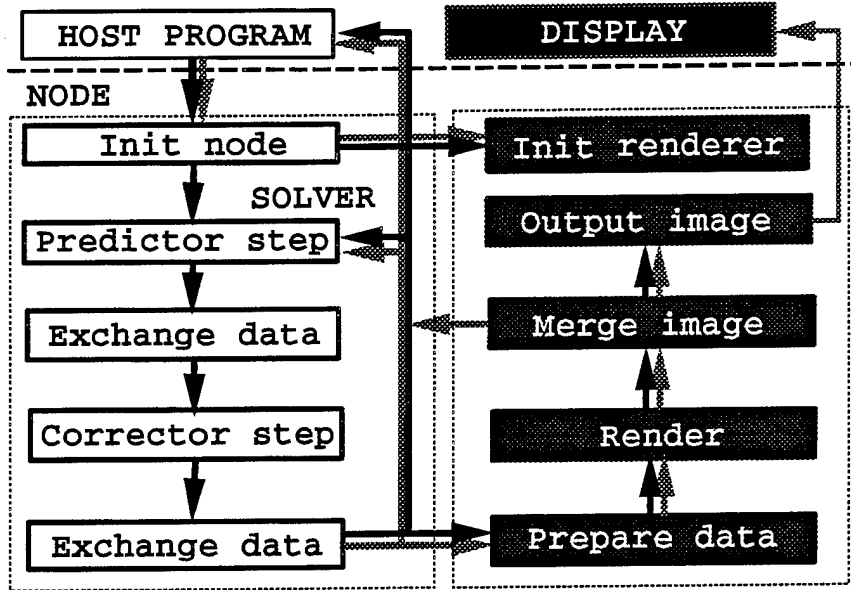 HOST PROGRAM
DISPLAY
NODE
Init node
Init renderer
SOLVER
Predictor step
Output image
Exchange data
Merge image
Corrector step
Render
Exchange data
Prepare data